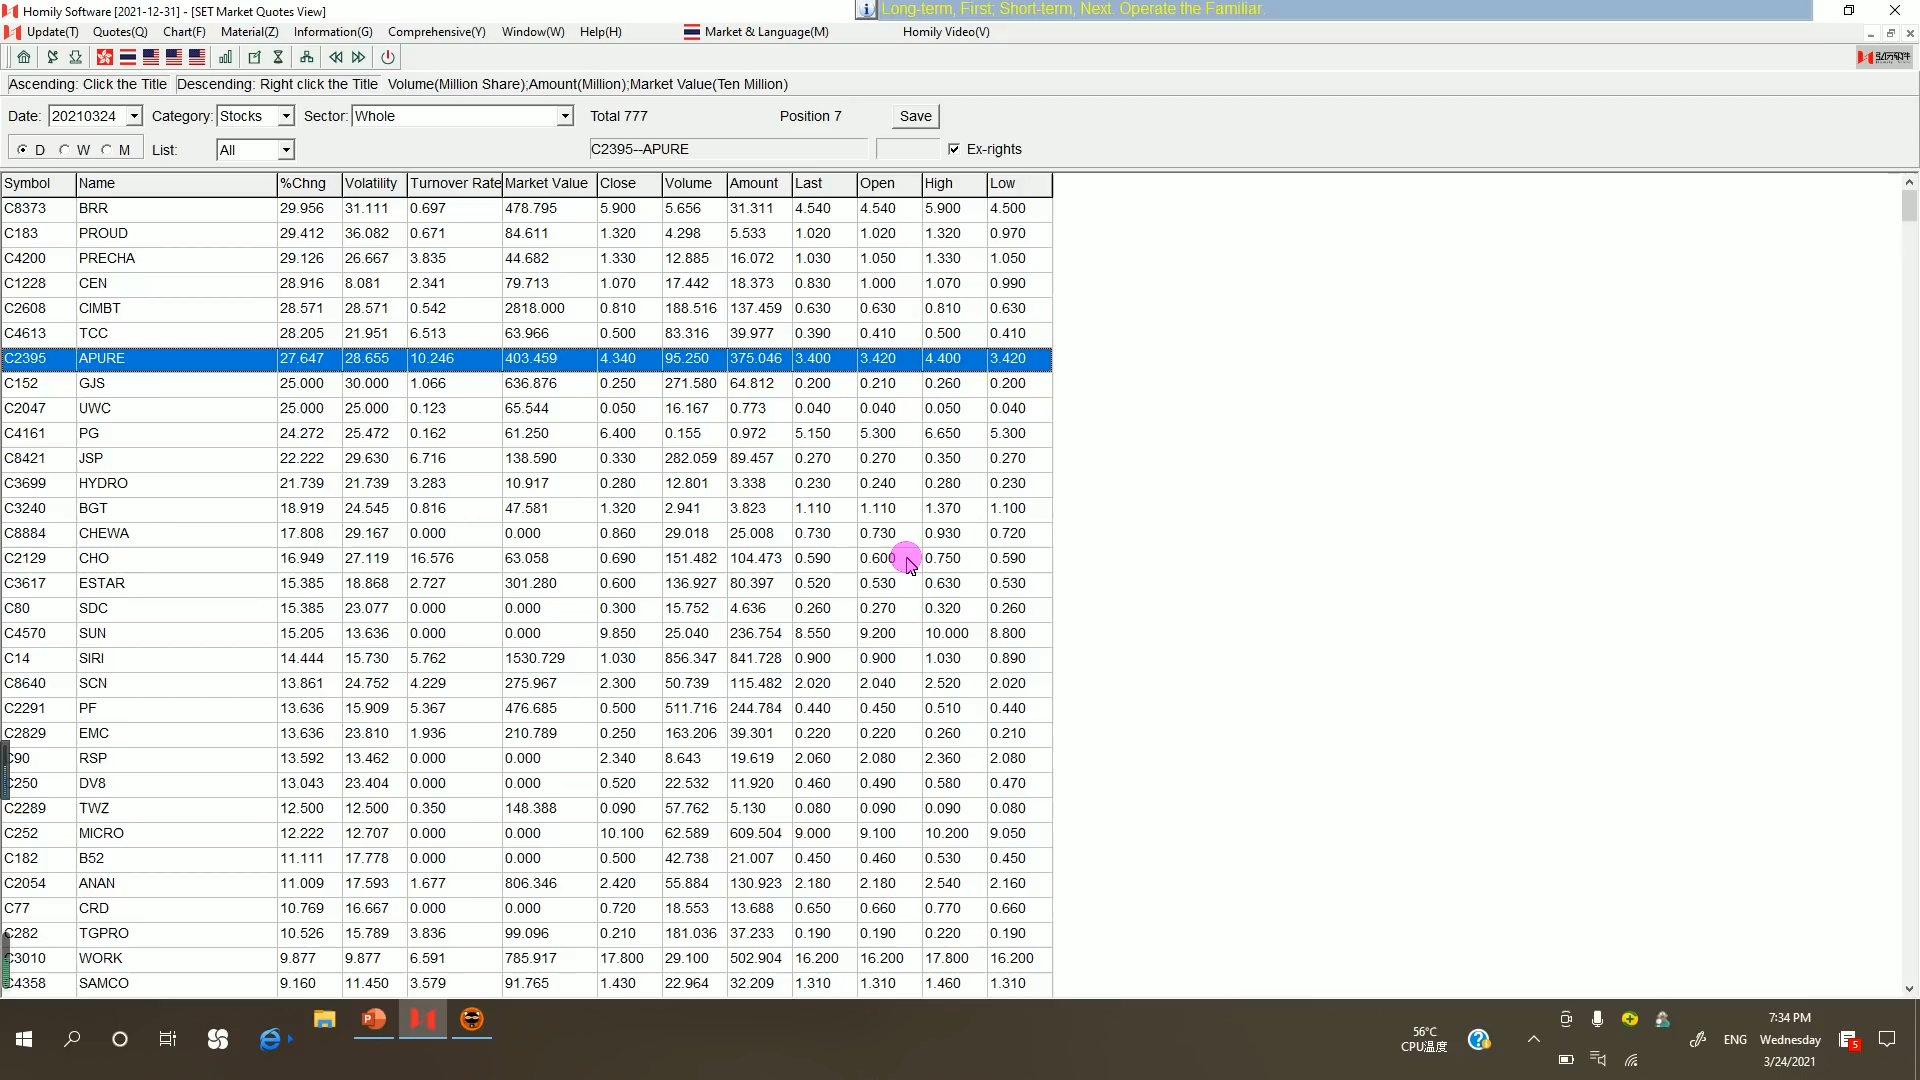 Homily Software [2021-12-31] - [SET Market Quotes View]
Long-term, First; Short-term, Next. Operate the Familiar.
Update(T) Quotes(Q) Chart(F) Material(Z) Information(G) Comprehensive(Y) Window(W) Help(H) Market & Language(M) Homily Video(V)
Ascending: Click the Title Descending: Right click the Title Volume(Million Share);Amount(Million);Market Value(Ten Million)
Date: 20210324 Category: Stocks Sector: Whole Total 777 Position 7 Save
D W M List: All C2395--APURE Ex-rights
Symbol Name %Chng Volatility Turnover Rate Market Value Close Volume Amount Last Open High Low
C8373 BRR 29.956 31.111 0.697 478.795 5.900 5.656 31.311 4.540 4.540 5.900 4.500
C183 PROUD 29.412 36.082 0.671 84.611 1.320 4.298 5.533 1.020 1.020 1.320 0.970
C4200 PRECHA 29.126 26.667 3.835 44.682 1.330 12.885 16.072 1.030 1.050 1.330 1.050
C1228 CEN 28.916 8.081 2.341 79.713 1.070 17.442 18.373 0.830 1.000 1.070 0.990
C2608 CIMBT 28.571 28.571 0.542 2818.000 0.810 188.516 137.459 0.630 0.630 0.810 0.630
C4613 TCC 28.205 21.951 6.513 63.966 0.500 83.316 39.977 0.390 0.410 0.500 0.410
C2395 APURE 27.647 28.655 10.246 403.459 4.340 95.250 375.046 3.400 3.420 4.400 3.420
C152 GJS 25.000 30.000 1.066 636.876 0.250 271.580 64.812 0.200 0.210 0.260 0.200
C2047 UWC 25.000 25.000 0.123 65.544 0.050 16.167 0.773 0.040 0.040 0.050 0.040
C4161 PG 24.272 25.472 0.162 61.250 6.400 0.155 0.972 5.150 5.300 6.650 5.300
C8421 JSP 22.222 29.630 6.716 138.590 0.330 282.059 89.457 0.270 0.270 0.350 0.270
C3699 HYDRO 21.739 21.739 3.283 10.917 0.280 12.801 3.338 0.230 0.240 0.280 0.230
C3240 BGT 18.919 24.545 0.816 47.581 1.320 2.941 3.823 1.110 1.110 1.370 1.100
C8884 CHEWA 17.808 29.167 0.000 0.000 0.860 29.018 25.008 0.730 0.730 0.930 0.720
C2129 CHO 16.949 27.119 16.576 63.058 0.690 151.482 104.473 0.590 0.600 0.750 0.590
C3617 ESTAR 15.385 18.868 2.727 301.280 0.600 136.927 80.397 0.520 0.530 0.630 0.530
C80 SDC 15.385 23.077 0.000 0.000 0.300 15.752 4.636 0.260 0.270 0.320 0.260
C4570 SUN 15.205 13.636 0.000 0.000 9.850 25.040 236.754 8.550 9.200 10.000 8.800
C14 SIRI 14.444 15.730 5.762 1530.729 1.030 856.347 841.728 0.900 0.900 1.030 0.890
C8640 SCN 13.861 24.752 4.229 275.967 2.300 50.739 115.482 2.020 2.040 2.520 2.020
C2291 PF 13.636 15.909 5.367 476.685 0.500 511.716 244.784 0.440 0.450 0.510 0.440
C2829 EMC 13.636 23.810 1.936 210.789 0.250 163.206 39.301 0.220 0.220 0.260 0.210
C90 RSP 13.592 13.462 0.000 0.000 2.340 8.643 19.619 2.060 2.080 2.360 2.080
C250 DV8 13.043 23.404 0.000 0.000 0.520 22.532 11.920 0.460 0.490 0.580 0.470
C2289 TWZ 12.500 12.500 0.350 148.388 0.090 57.762 5.130 0.080 0.090 0.090 0.080
C252 MICRO 12.222 12.707 0.000 0.000 10.100 62.589 609.504 9.000 9.100 10.200 9.050
C182 B52 11.111 17.778 0.000 0.000 0.500 42.738 21.007 0.450 0.460 0.530 0.450
C2054 ANAN 11.009 17.593 1.677 806.346 2.420 55.884 130.923 2.180 2.180 2.540 2.160
C77 CRD 10.769 16.667 0.000 0.000 0.720 18.553 13.688 0.650 0.660 0.770 0.660
C282 TGPRO 10.526 15.789 3.836 99.096 0.210 181.036 37.233 0.190 0.190 0.220 0.190
C3010 WORK 9.877 9.877 6.591 785.917 17.800 29.100 502.904 16.200 16.200 17.800 16.200
C4358 SAMCO 9.160 11.450 3.579 91.765 1.430 22.964 32.209 1.310 1.310 1.460 1.310
56°C
CPU温度
ENG
7:34 PM
Wednesday
3/24/2021
5